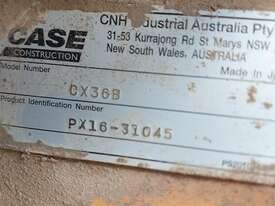 CNH Industrial Australia Pty
CASE
31-53 Kurrajong Rd St Marys NSW
CONSTRUCTION
New South Wales, AUSTRALIA
Model Number
Made in
CX36B
Product Identification Number
PX16-31045